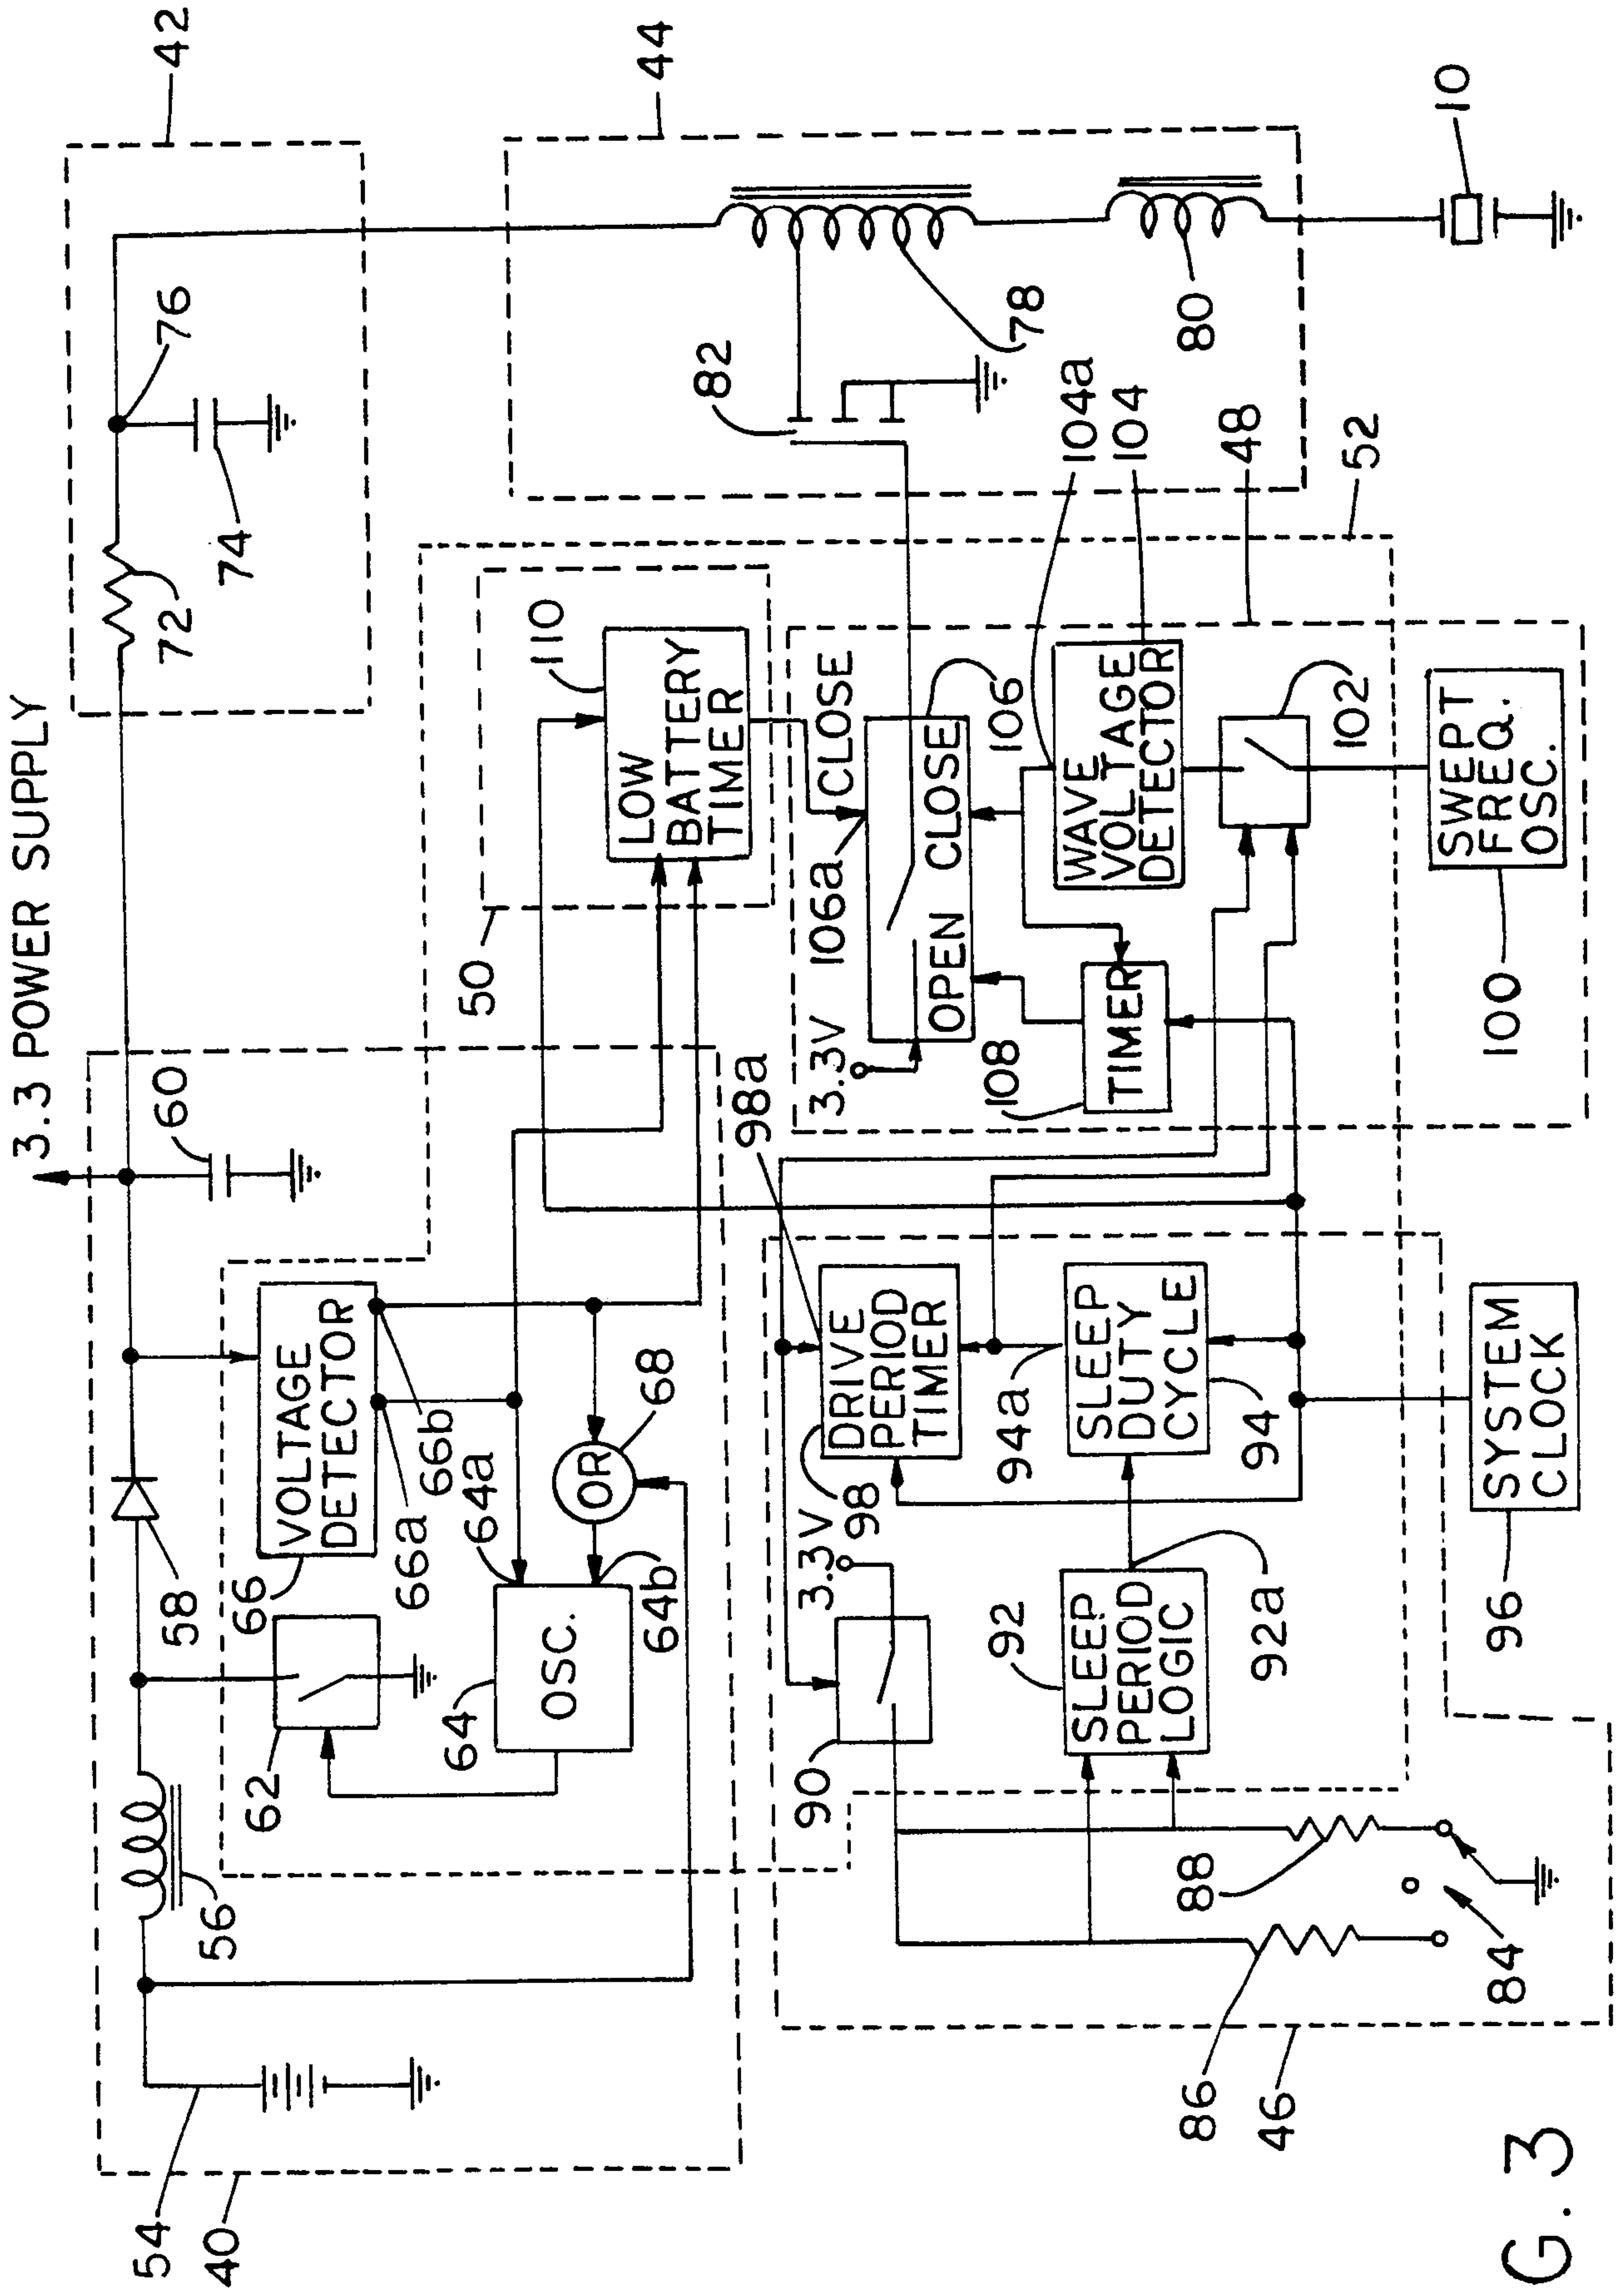 3.3 POWER SUPPLY
54
40
56
58
60
62
64
64a
64b
OSC.
66
66a
66b
VOLTAGE
DETECTOR
OR
68
72
74
76
42
44
78
80
82
10
50
110
LOW
BATTERY
TIMER
CLOSE
106a
OPEN CLOSE
106
3.3V
98a
108
TIMER
104a
104
WAVE
VOLTAGE
DETECTOR
102
48
52
SWEPT
FREQ.
OSC.
100
3.3V
90
98
DRIVE
PERIOD
TIMER
94a
SLEEP
DUTY
CYCLE
94
92
SLEEP
PERIOD
LOGIC
92a
SYSTEM
CLOCK
96
88
86
84
46
G. 3